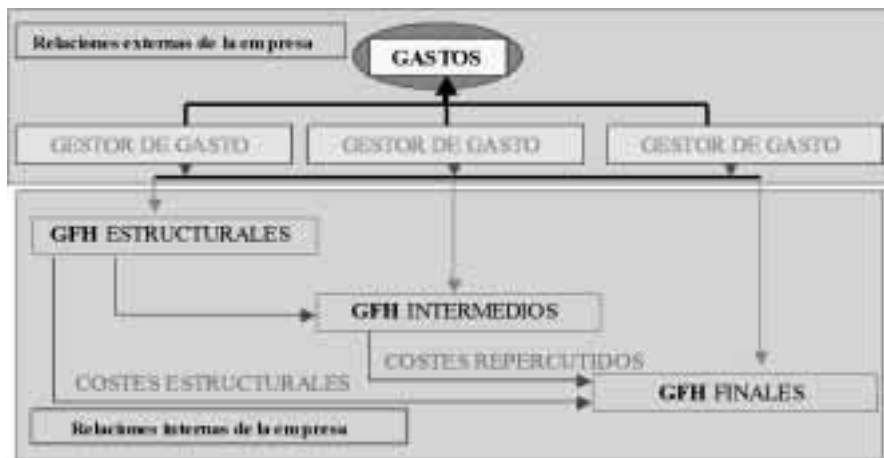 Relaciones externas de la empresa
GASTOS
GESTOR DE GASTO
GESTOR DE GASTO
GESTOR DE GASTO
GFH ESTRUCTURALES
GFH INTERMEDIOS
COSTES REPERCUTIDOS
COSTES ESTRUCTURALES
GFH FINALES
Relaciones internas de la empresa